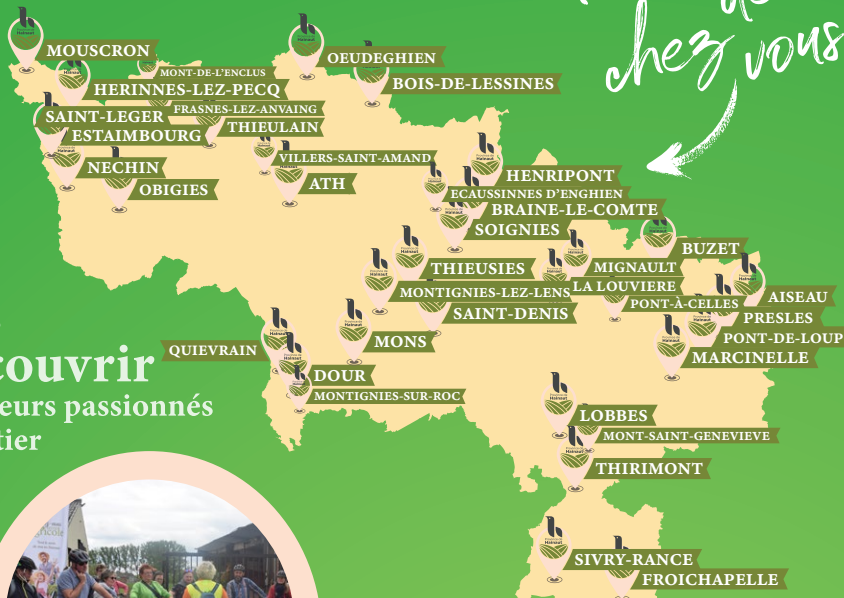 chez vous
MOUSCRON
OEUDEGHIEN
MONT-DE-L'ENCLUS
HERINNES-LEZ-PECQ
BOIS-DE-LESSINES
FRASNES-LEZ-ANVAING
SAINT-LEGER
THIEULAIN
ESTAIMBOURG
VILLERS-SAINT-AMAND
NECHIN
HENRIPONT
ATH
OBIGIES
ECAUSSINNES D'ENGHIEN
BRAINE-LE-COMTE
SOIGNIES
BUZET
THIEUSIES
MIGNAULT
LA LOUVIERE
MONTIGNIES-LEZ-LENS
AISEAU
PONT-À-CELLES
SAINT-DENIS
PRESLES
PONT-DE-LOUP
MONS
QUIEVRAIN
MARCINELLE
couvrir
DOUR
MONTIGNIES-SUR-ROC
eurs passionnés
LOBBES
tier
MONT-SAINT-GENEVIEVE
THIRIMONT
SIVRY-RANCE
FROICHAPELLE